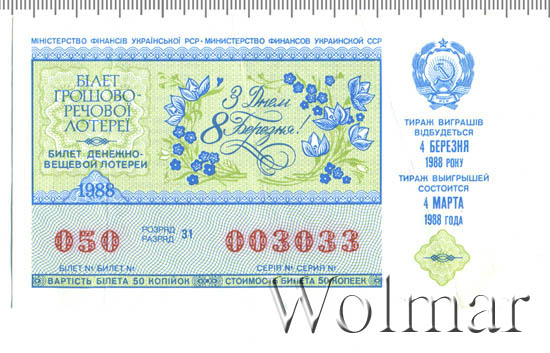 МІНІСТЕРСТВО ФІНАНСІВ УКРАЇНСЬКОЇ РСР - МИНИСТЕРСТВО ФИНАНСОВ УКРАИНСКОЙ ССР
БІЛЕТ
ГРОШОВО-
РЕЧОВОЇ
ЛОТЕРЕЇ
БИЛЕТ ДЕНЕЖНО-
ВЕЩЕВОЙ ЛОТЕРЕИ
1988
З Днем
8 Березня!
ТИРАЖ ВИГРАШІВ
ВІДБУДЕТЬСЯ
4 БЕРЕЗНЯ
1988 РОКУ
ТИРАЖ ВЫИГРЫШЕЙ
СОСТОИТСЯ
4 МАРТА
1988 ГОДА
050
РОЗРЯД
РАЗРЯД
31
003033
БІЛЕТ № БИЛЕТ №
СЕРІЯ № СЕРИЯ №
ВАРТІСТЬ БІЛЕТА 50 КОПІЙОК
СТОИМОСТЬ БИЛЕТА 50 КОПЕЕК
Wolmar